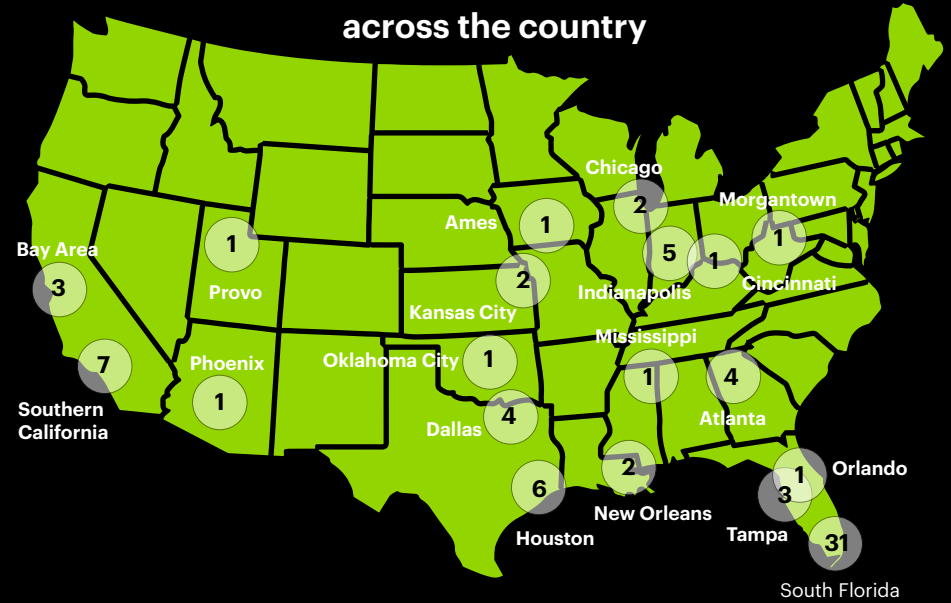 across the country
Chicago
2
Morgantown
1
Ames
1
Bay Area
3
1
Provo
5
Indianapolis
1
Cincinnati
2
Kansas City
Mississippi
1
Oklahoma City
1
Phoenix
1
7
Southern
California
4
Atlanta
4
Dallas
2
New Orleans
6
Houston
1
Orlando
3
Tampa
31
South Florida